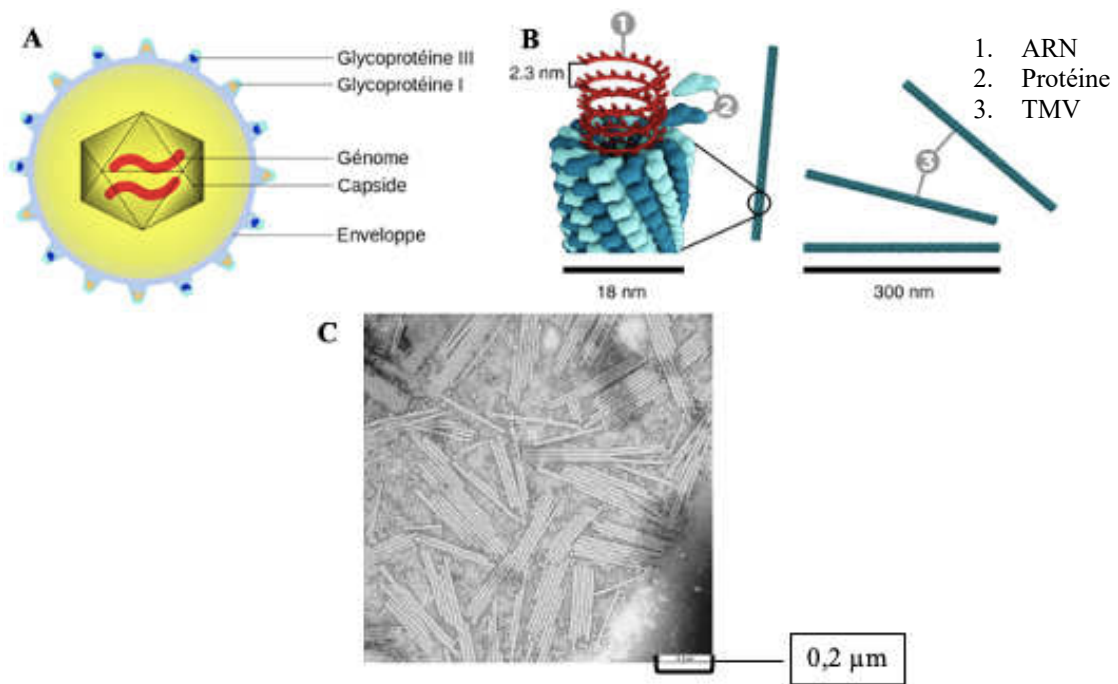 A
Glycoprotéine III
Glycoprotéine I
Génome
Capside
Enveloppe
B
1
2.3 nm
2
18 nm
3
300 nm
1. ARN
2. Protéine
3. TMV
C
0,2 µm